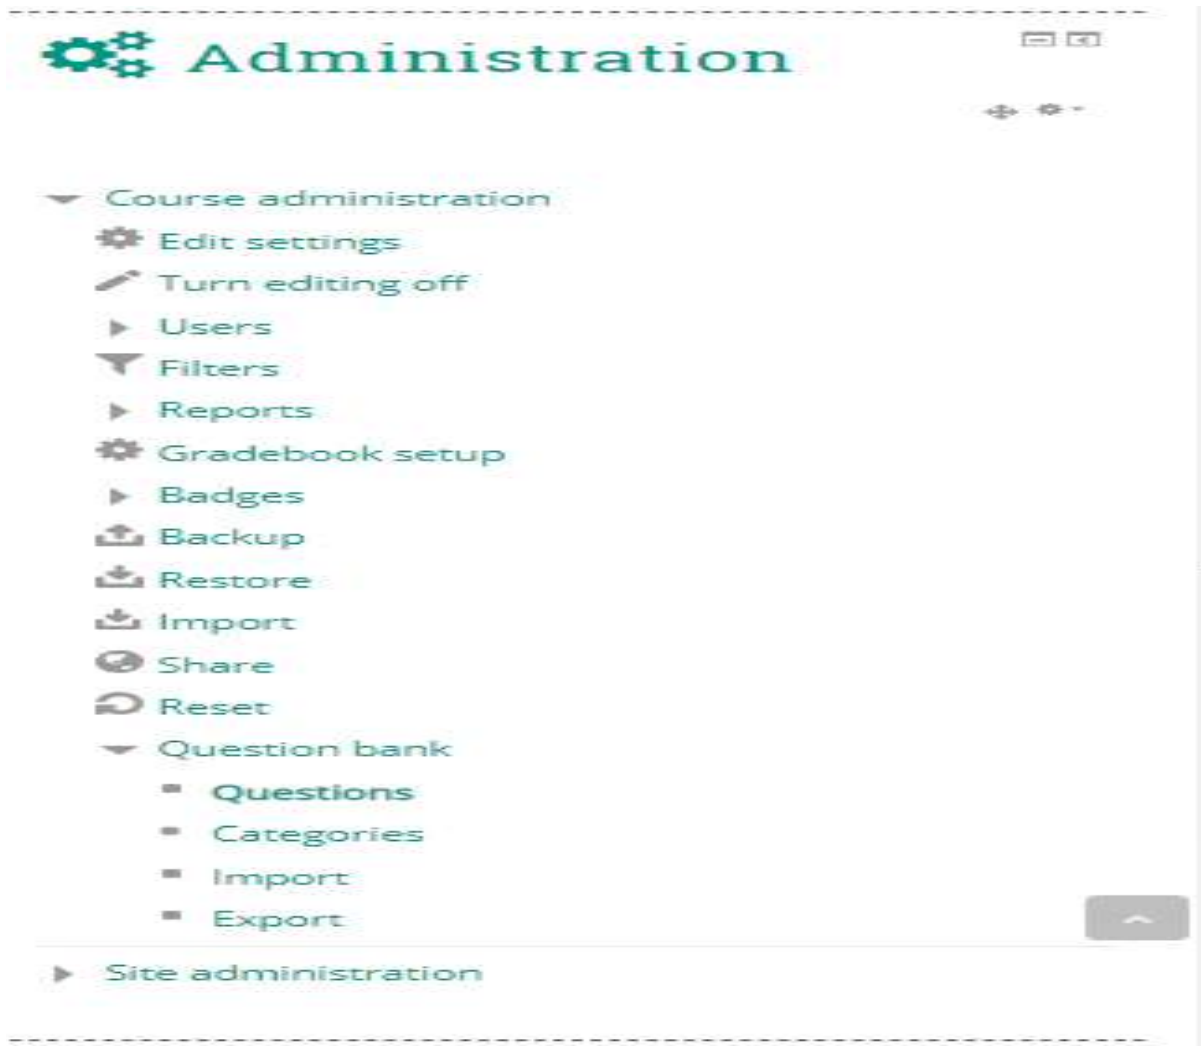 Administration
Course administration
Edit settings
Turn editing off
Users
Filters
Reports
Gradebook setup
Badges
Backup
Restore
Import
Share
Reset
Question bank
Questions
Categories
Import
Export
Site administration